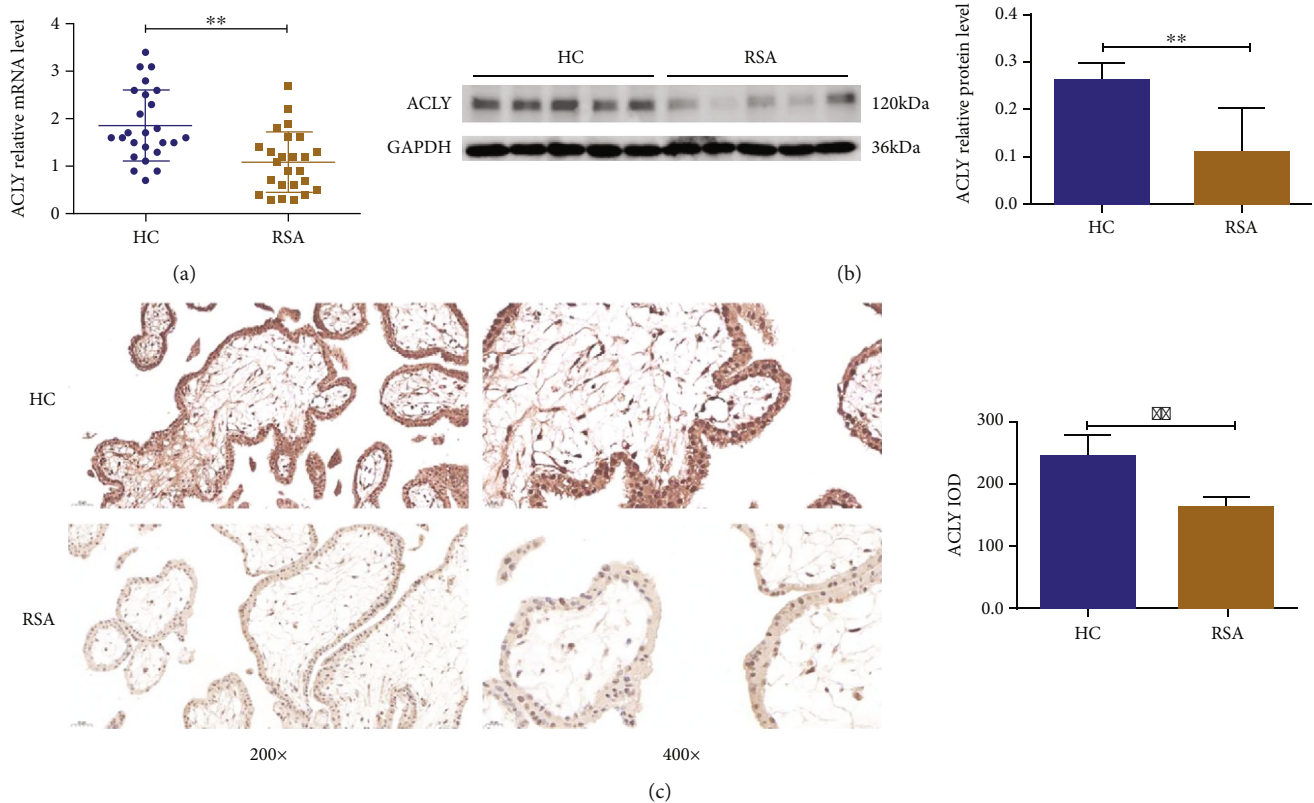 4
3
2
1
0
ACLY relative mRNA level
**
HC
RSA
(a)
HC
RSA
ACLY
120kDa
GAPDH
36kDa
0.4
0.3
0.2
0.1
0.0
ACLY relative protein level
**
HC
RSA
(b)
HC
RSA
200×
400×
300
200
100
0.0
ACLY IOD
HC
RSA
(c)